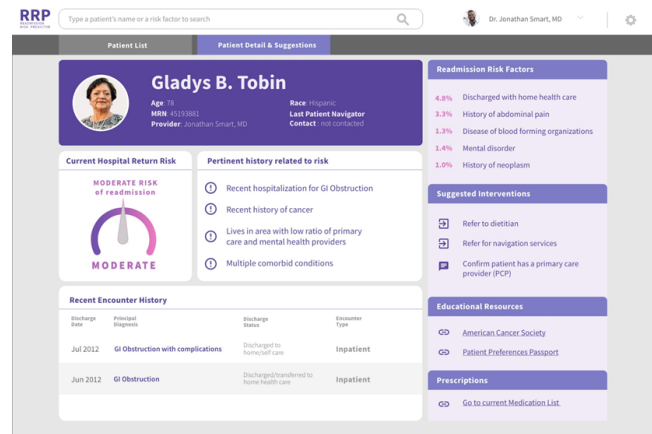 RRP
READMISSION
RISK PREDICTOR
Type a patient's name or a risk factor to search
Dr. Jonathan Smart, MD
Patient List
Patient Detail & Suggestions
Gladys B. Tobin
Age: 78
MRN: 45193881
Provider: Jonathan Smart, MD
Race: Hispanic
Last Patient Navigator
Contact : not contacted
Current Hospital Return Risk
MODERATE RISK
of readmission
MODERATE
Pertinent history related to risk
Recent hospitalization for GI Obstruction
Recent history of cancer
Lives in area with low ratio of primary
care and mental health providers
Multiple comorbid conditions
Recent Encounter History
Discharge
Date
Principal
Diagnosis
Discharge
Status
Encounter
Type
Jul 2012
GI Obstruction with complications
Discharged to
home/self care
Inpatient
Jun 2012
GI Obstruction
Discharged/transferred to
home health care
Inpatient
Readmission Risk Factors
4.8% Discharged with home health care
3.3% History of abdominal pain
1.3% Disease of blood forming organizations
1.4% Mental disorder
1.0% History of neoplasm
Suggested Interventions
Refer to dietitian
Refer for navigation services
Confirm patient has a primary care
provider (PCP)
Educational Resources
American Cancer Society
Patient Preferences Passport
Prescriptions
Go to current Medication List